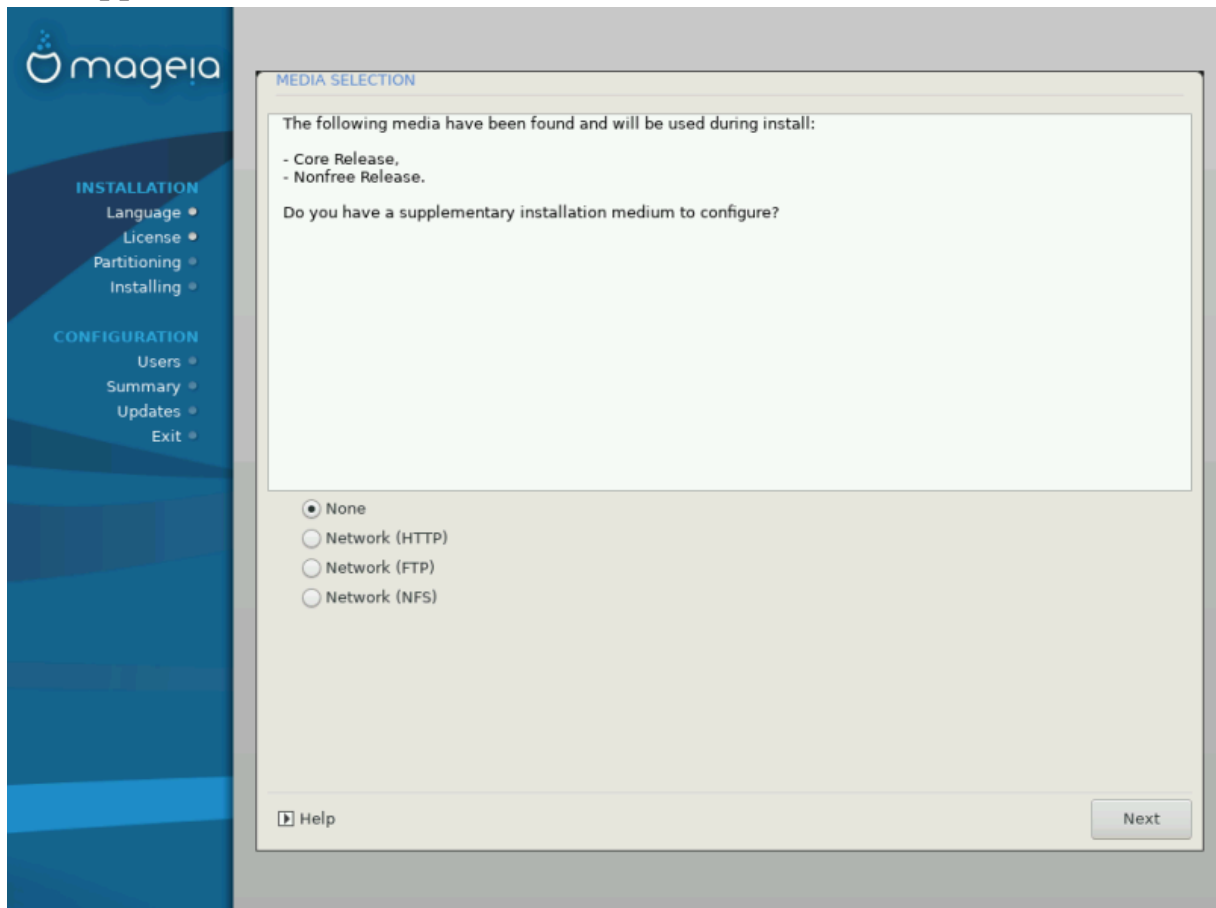 mageia
INSTALLATION
Language
License
Partitioning
Installing
CONFIGURATION
Users
Summary
Updates
Exit
MEDIA SELECTION
The following media have been found and will be used during install:
- Core Release,
- Nonfree Release.
Do you have a supplementary installation medium to configure?
None
Network (HTTP)
Network (FTP)
Network (NFS)
Help
Next